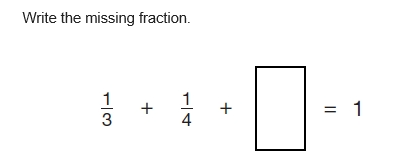 Write the missing fraction.
1/3 + 1/4 + = 1